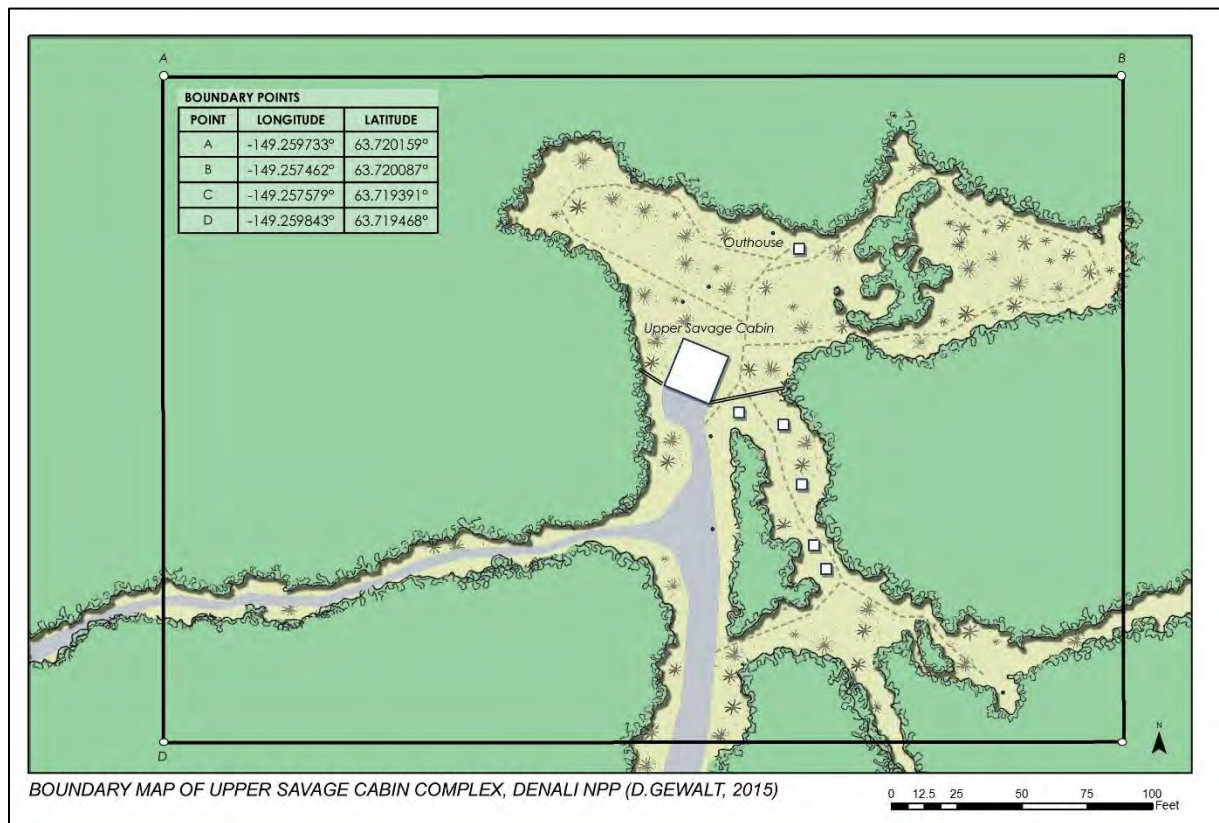 A
B
BOUNDARY POINTS
POINT LONGITUDE LATITUDE
A -149.259733° 63.720159°
B -149.257462° 63.720087°
C -149.257579° 63.719391°
D -149.259843° 63.719468°
Outhouse
Upper Savage Cabin
D
N
BOUNDARY MAP OF UPPER SAVAGE CABIN COMPLEX, DENALI NPP (D.GEWALT, 2015)
0 12.5 25 50 75 100
Feet